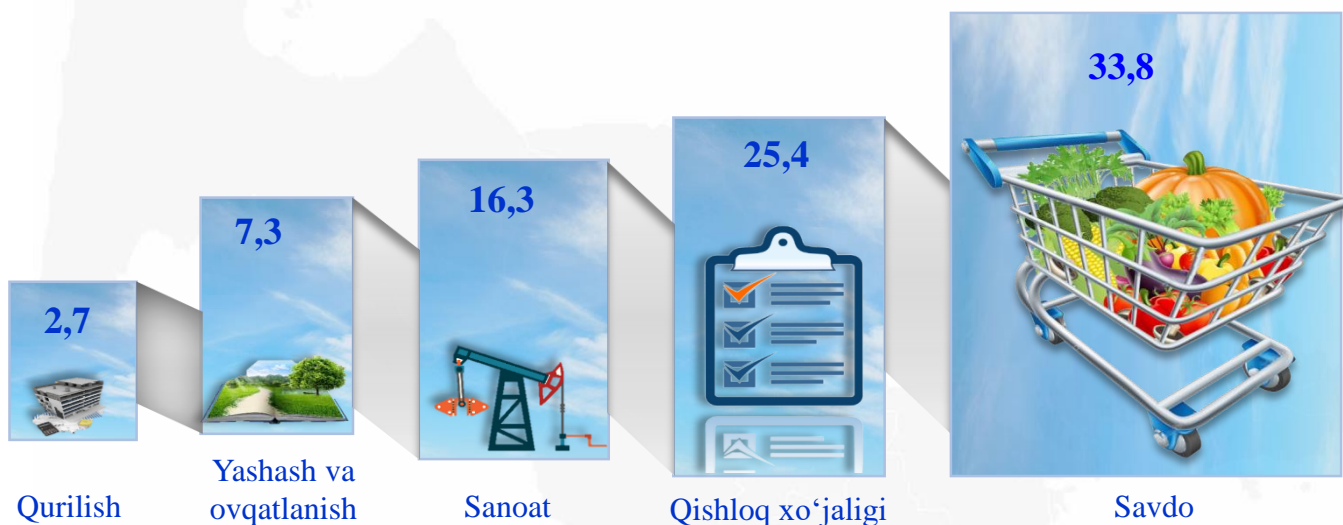 2,7
7,3
16,3
25,4
33,8
Qurilish
Yashash va
ovqatlanish
Sanoat
Qishloq xo‘jaligi
Savdo